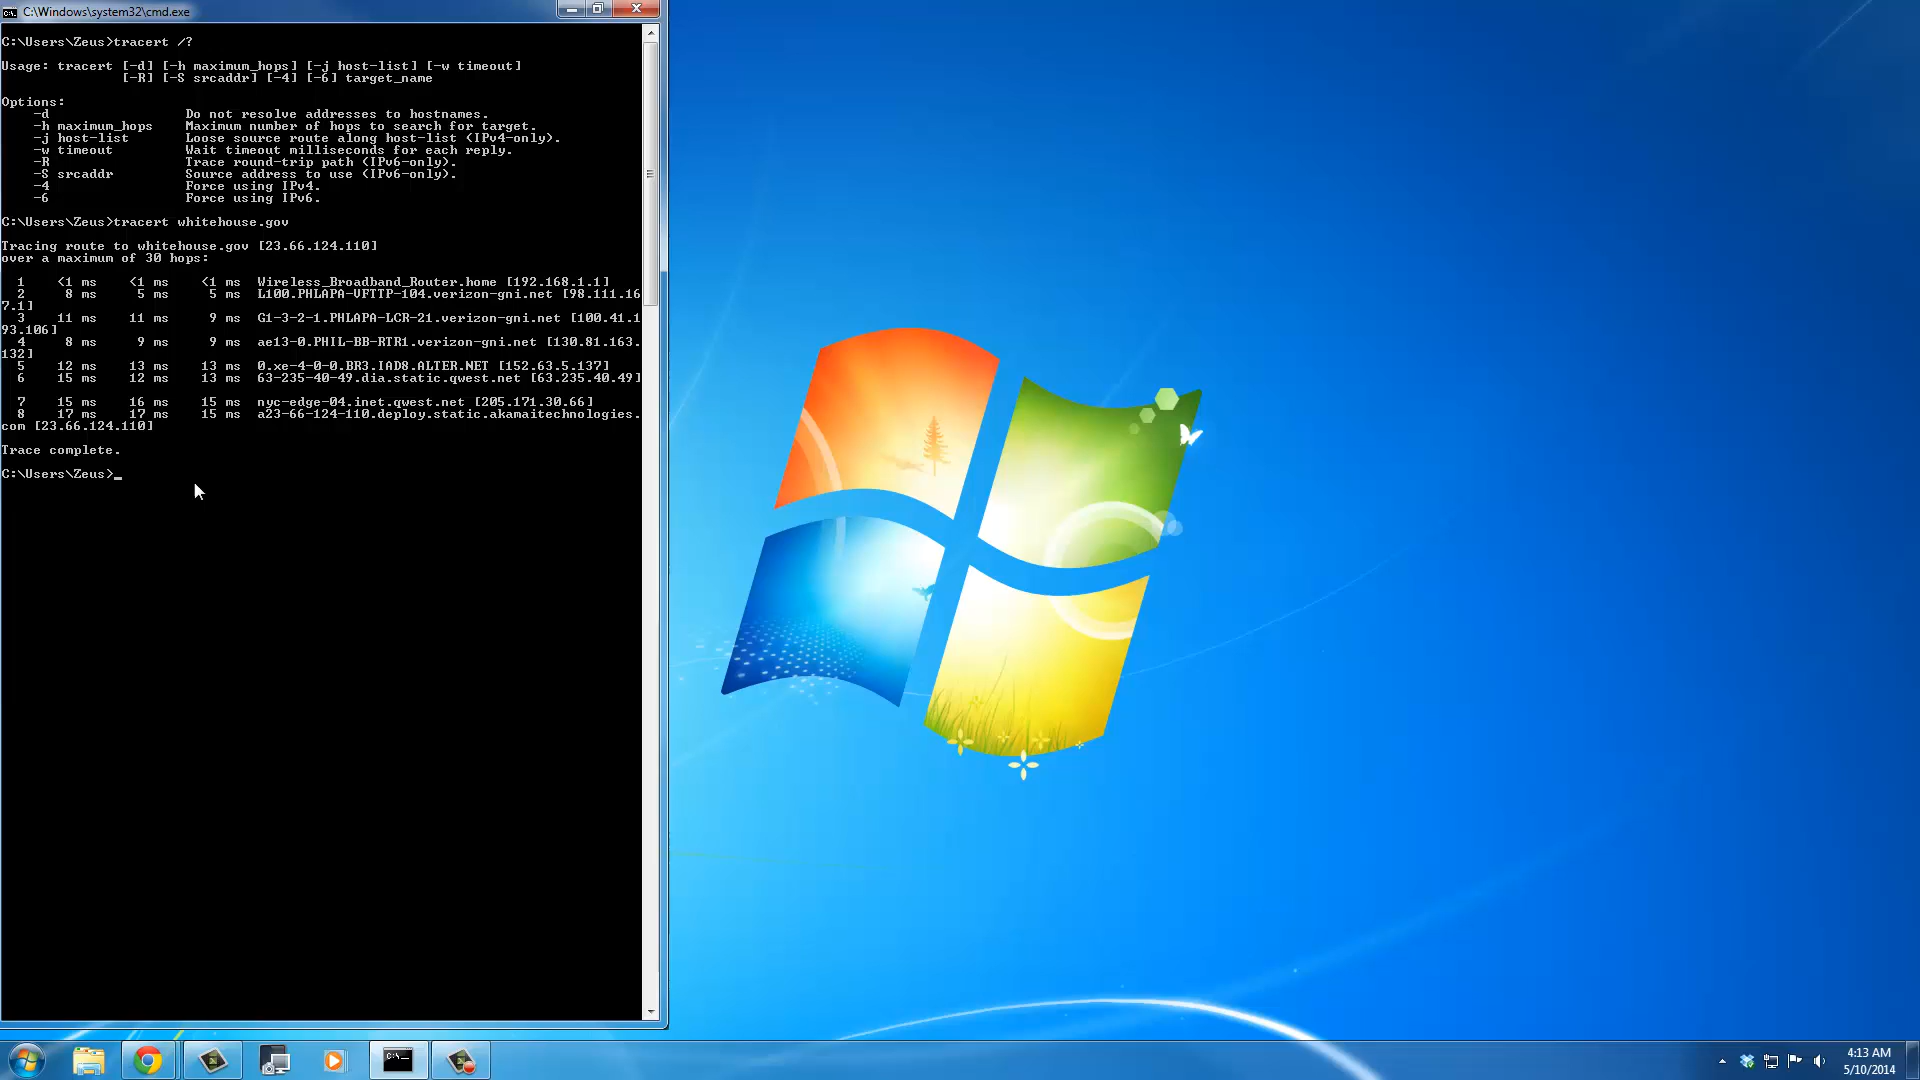 C:\Windows\system32\cmd.exe
C:\Users\Zeus>tracert /?
Usage: tracert [-d] [-h maximum_hops] [-j host-list] [-w timeout]
[-R] [-S srcaddr] [-4] [-6] target_name
Options:
-d Do not resolve addresses to hostnames.
-h maximum_hops Maximum number of hops to search for target.
-j host-list Loose source route along host-list (IPv4-only).
-w timeout Wait timeout milliseconds for each reply.
-R Trace round-trip path (IPv6-only).
-S srcaddr Source address to use (IPv6-only).
-4 Force using IPv4.
-6 Force using IPv6.
C:\Users\Zeus>tracert whitehouse.gov
Tracing route to whitehouse.gov [23.66.124.110]
over a maximum of 30 hops:
1 <1 ms <1 ms <1 ms Wireless_Broadband_Router.home [192.168.1.1]
2 8 ms 5 ms 5 ms L100.PHLAPA-VFTTP-104.verizon-gni.net [98.111.16
7.1]
3 11 ms 11 ms 9 ms G1-3-2-1.PHLAPA-LCR-21.verizon-gni.net [100.41.1
93.106]
4 8 ms 9 ms 9 ms ae13-0.PHIL-BB-RTR1.verizon-gni.net [130.81.163.
132]
5 12 ms 13 ms 13 ms 0.xe-4-0-0.BR3.IAD8.ALTER.NET [152.63.5.137]
6 15 ms 12 ms 13 ms 63-235-40-49.dia.static.qwest.net [63.235.40.49]
7 15 ms 16 ms 15 ms nyc-edge-04.inet.qwest.net [205.171.30.66]
8 17 ms 17 ms 15 ms a23-66-124-110.deploy.static.akamaitechnologies.
com [23.66.124.110]
Trace complete.
C:\Users\Zeus>_
4:13 AM
5/10/2014